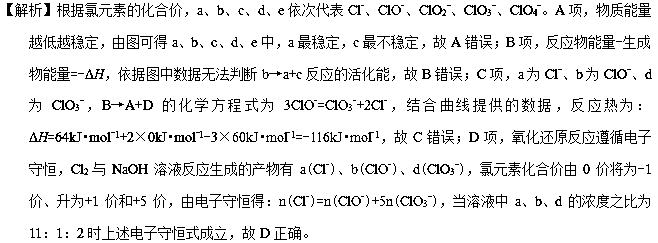 【解析】根据氯元素的化合价，a、b、c、d、e 依次代表 Cl⁻、ClO⁻、ClO₂⁻、ClO₃⁻、ClO₄⁻。A 项，物质能量
越低越稳定，由图可得 a、b、c、d、e 中，a 最稳定，c 最不稳定，故 A 错误；B 项，反应物能量-生成
物能量=-ΔH，依据图中数据无法判断 b→a+c 反应的活化能，故 B 错误；C 项，a 为 Cl⁻、b 为 ClO⁻、d
为 ClO₃⁻，B→A+D 的化学方程式为 3ClO⁻=ClO₃⁻+2Cl⁻，结合曲线提供的数据，反应热为：
ΔH=64kJ•mol⁻¹+2×0kJ•mol⁻¹-3×60kJ•mol⁻¹=-116kJ•mol⁻¹，故 C 错误；D 项，氧化还原反应遵循电子
守恒，Cl₂ 与 NaOH 溶液反应生成的产物有 a(Cl⁻)、b(ClO⁻)、d(ClO₃⁻)，氯元素化合价由 0 价将为-1
价、升为+1 价和+5 价，由电子守恒得：n(Cl⁻)=n(ClO⁻)+5n(ClO₃⁻)，当溶液中 a、b、d 的浓度之比为
11：1：2 时上述电子守恒式成立，故 D 正确。